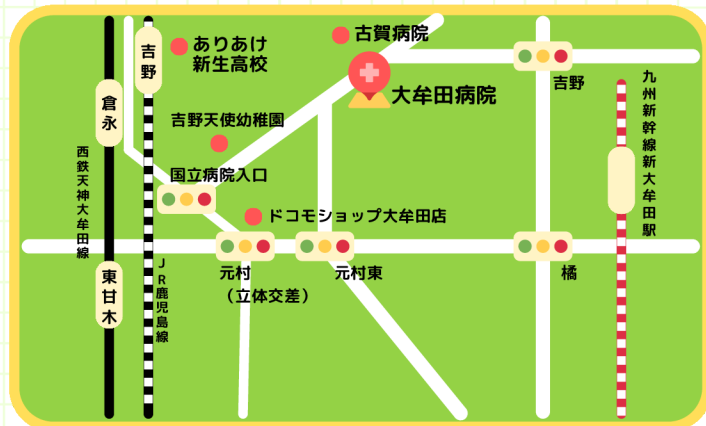 古賀病院
ありあけ
新生高校
吉野
大牟田病院
吉野
倉永
九州新幹線新大牟田駅
吉野天使幼稚園
西鉄天神大牟田線
国立病院入口
ドコモショップ大牟田店
東甘木
JR鹿児島線
元村
（立体交差）
元村東
橘